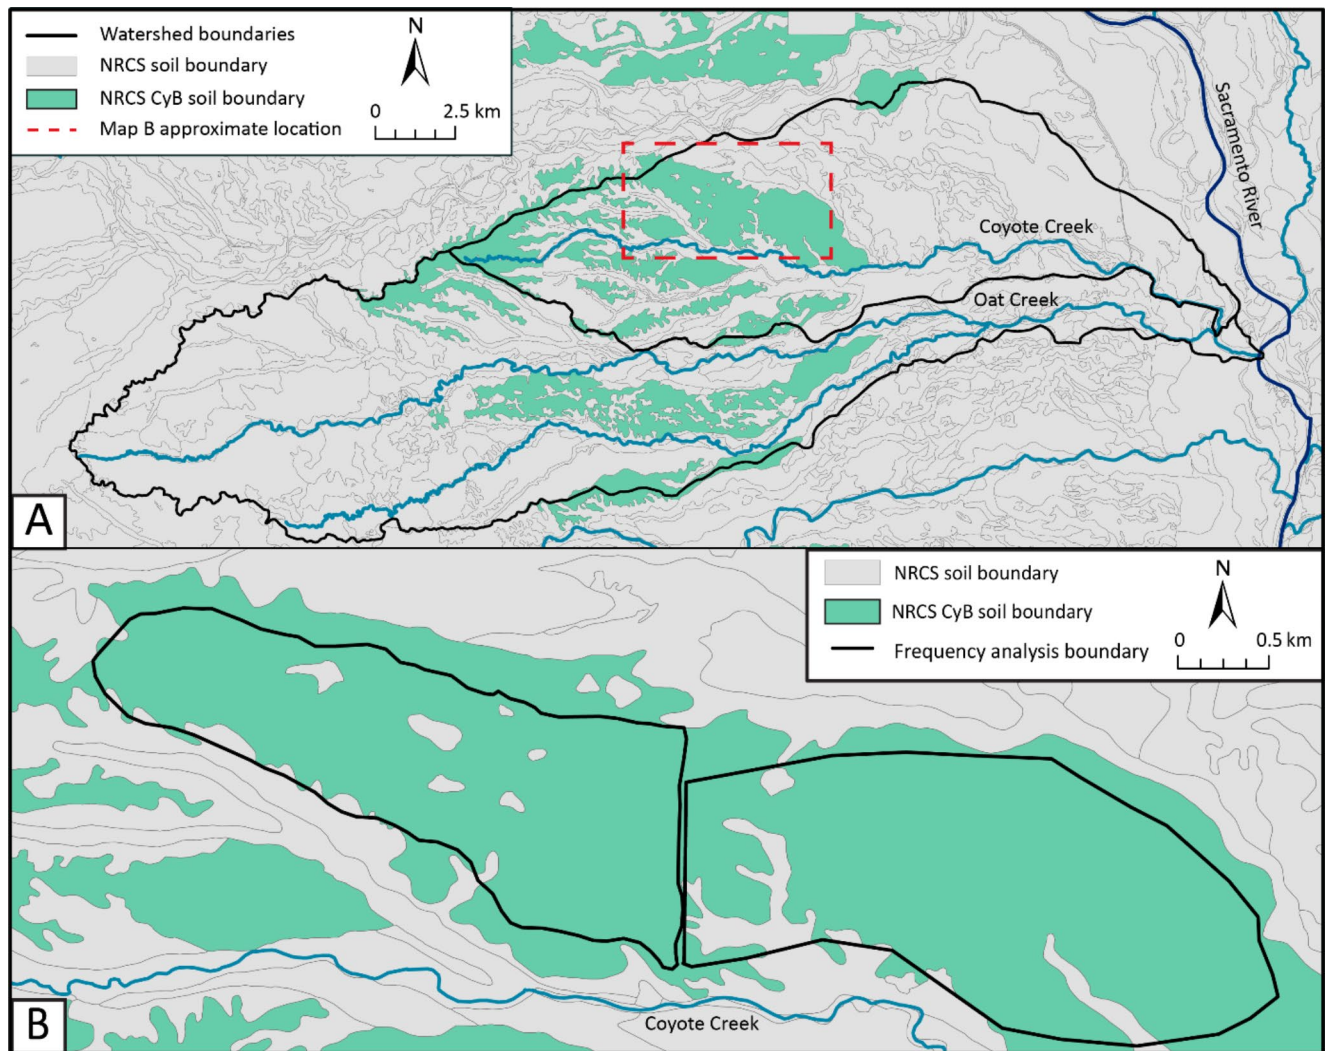 Watershed boundaries
NRCS soil boundary
NRCS CyB soil boundary
Map B approximate location
N
0 2.5 km
Sacramento River
Coyote Creek
Oat Creek
A
NRCS soil boundary
NRCS CyB soil boundary
Frequency analysis boundary
N
0 0.5 km
Coyote Creek
B